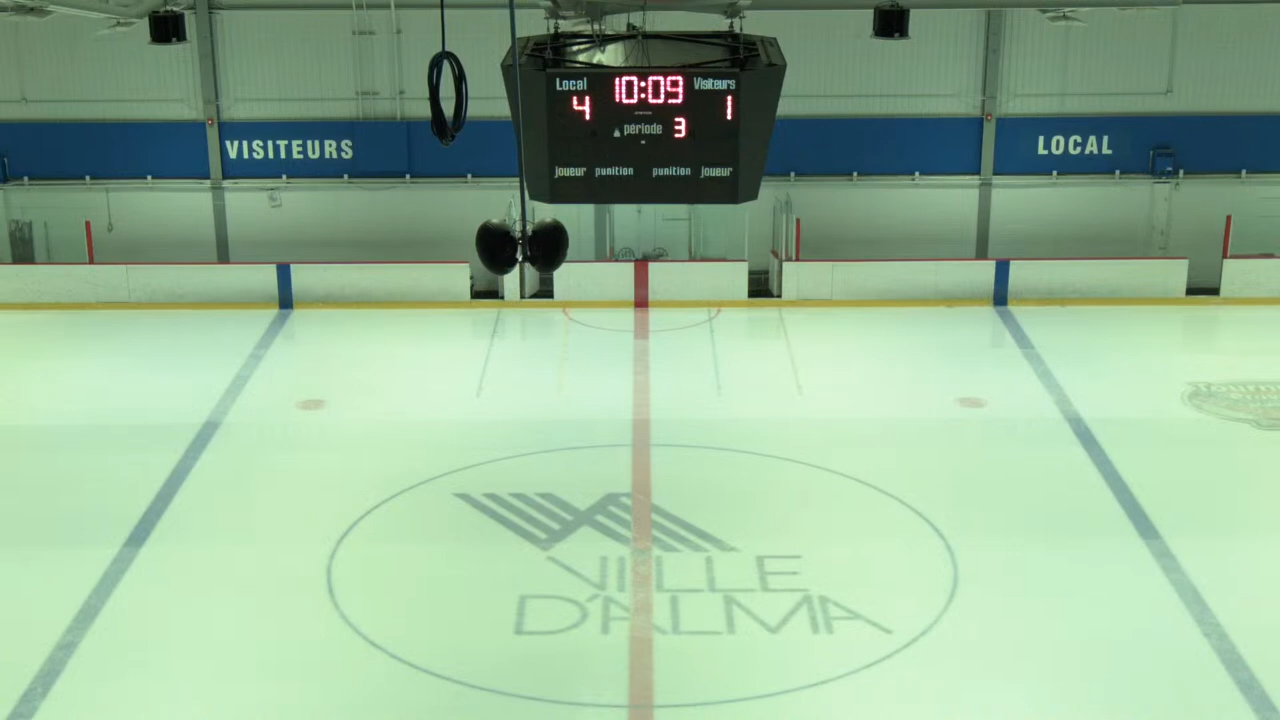 Local 10:09 Visiteurs
4 1
période 3
joueur punition punition joueur
VISITEURS
LOCAL
VILLE
D'ALMA